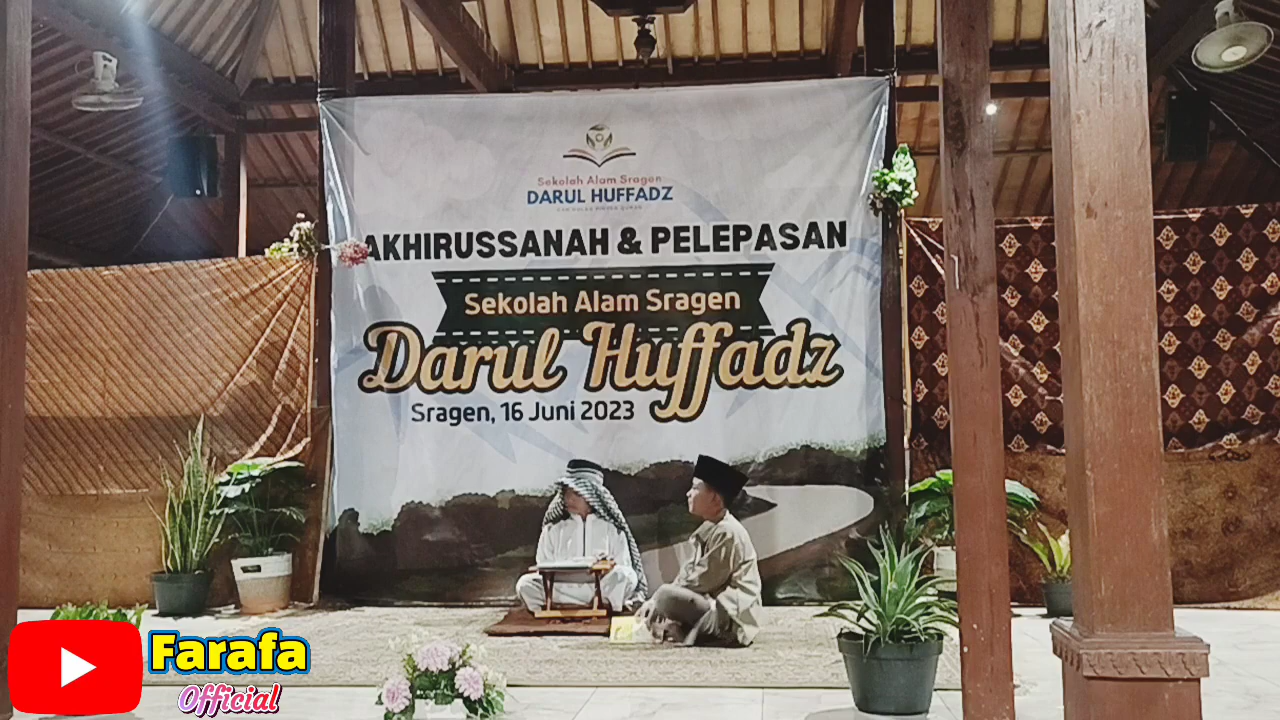 Sekolah Alam Sragen
DARUL HUFFADZ
AKHIRUSSANAH & PELEPASAN
Sekolah Alam Sragen
Darul Huffadz
Sragen, 16 Juni 2023
Farafa
Official